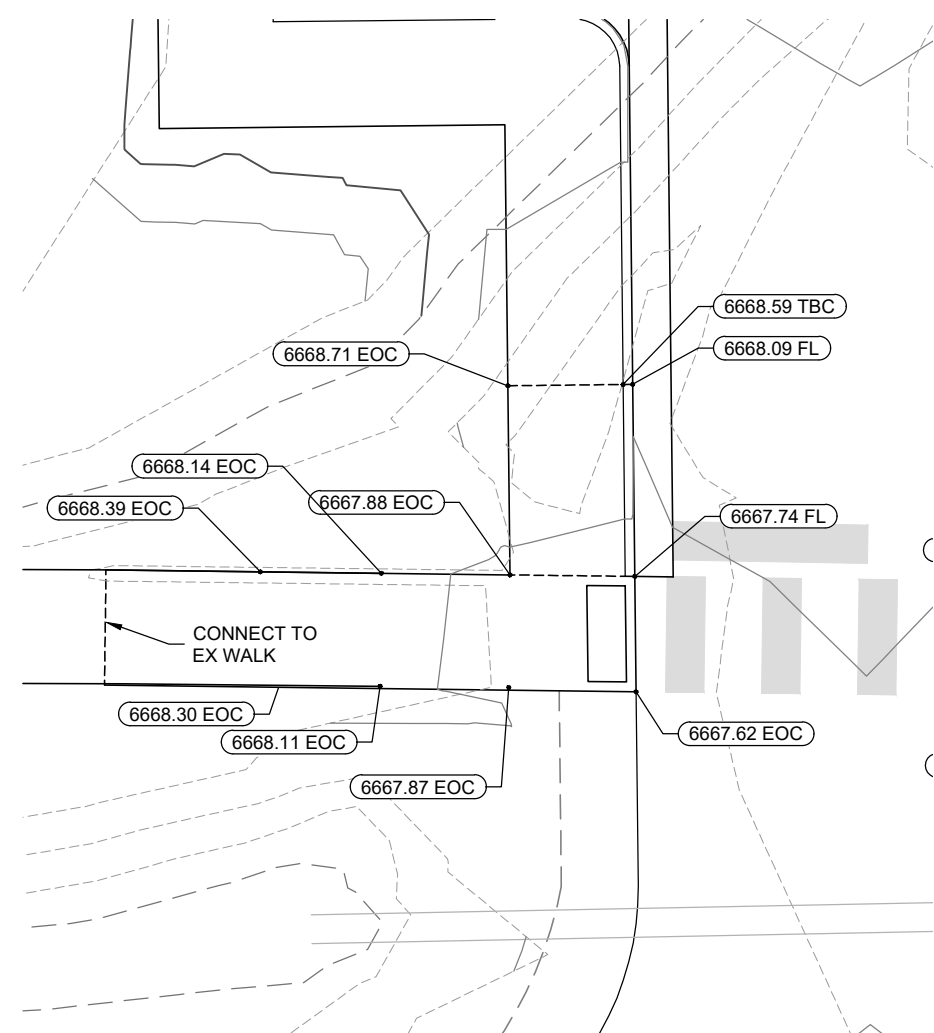 6668.59 TBC
6668.71 EOC
6668.09 FL
6668.14 EOC
6668.39 EOC
6667.88 EOC
6667.74 FL
CONNECT TO
EX WALK
6668.30 EOC
6668.11 EOC
6667.62 EOC
6667.87 EOC